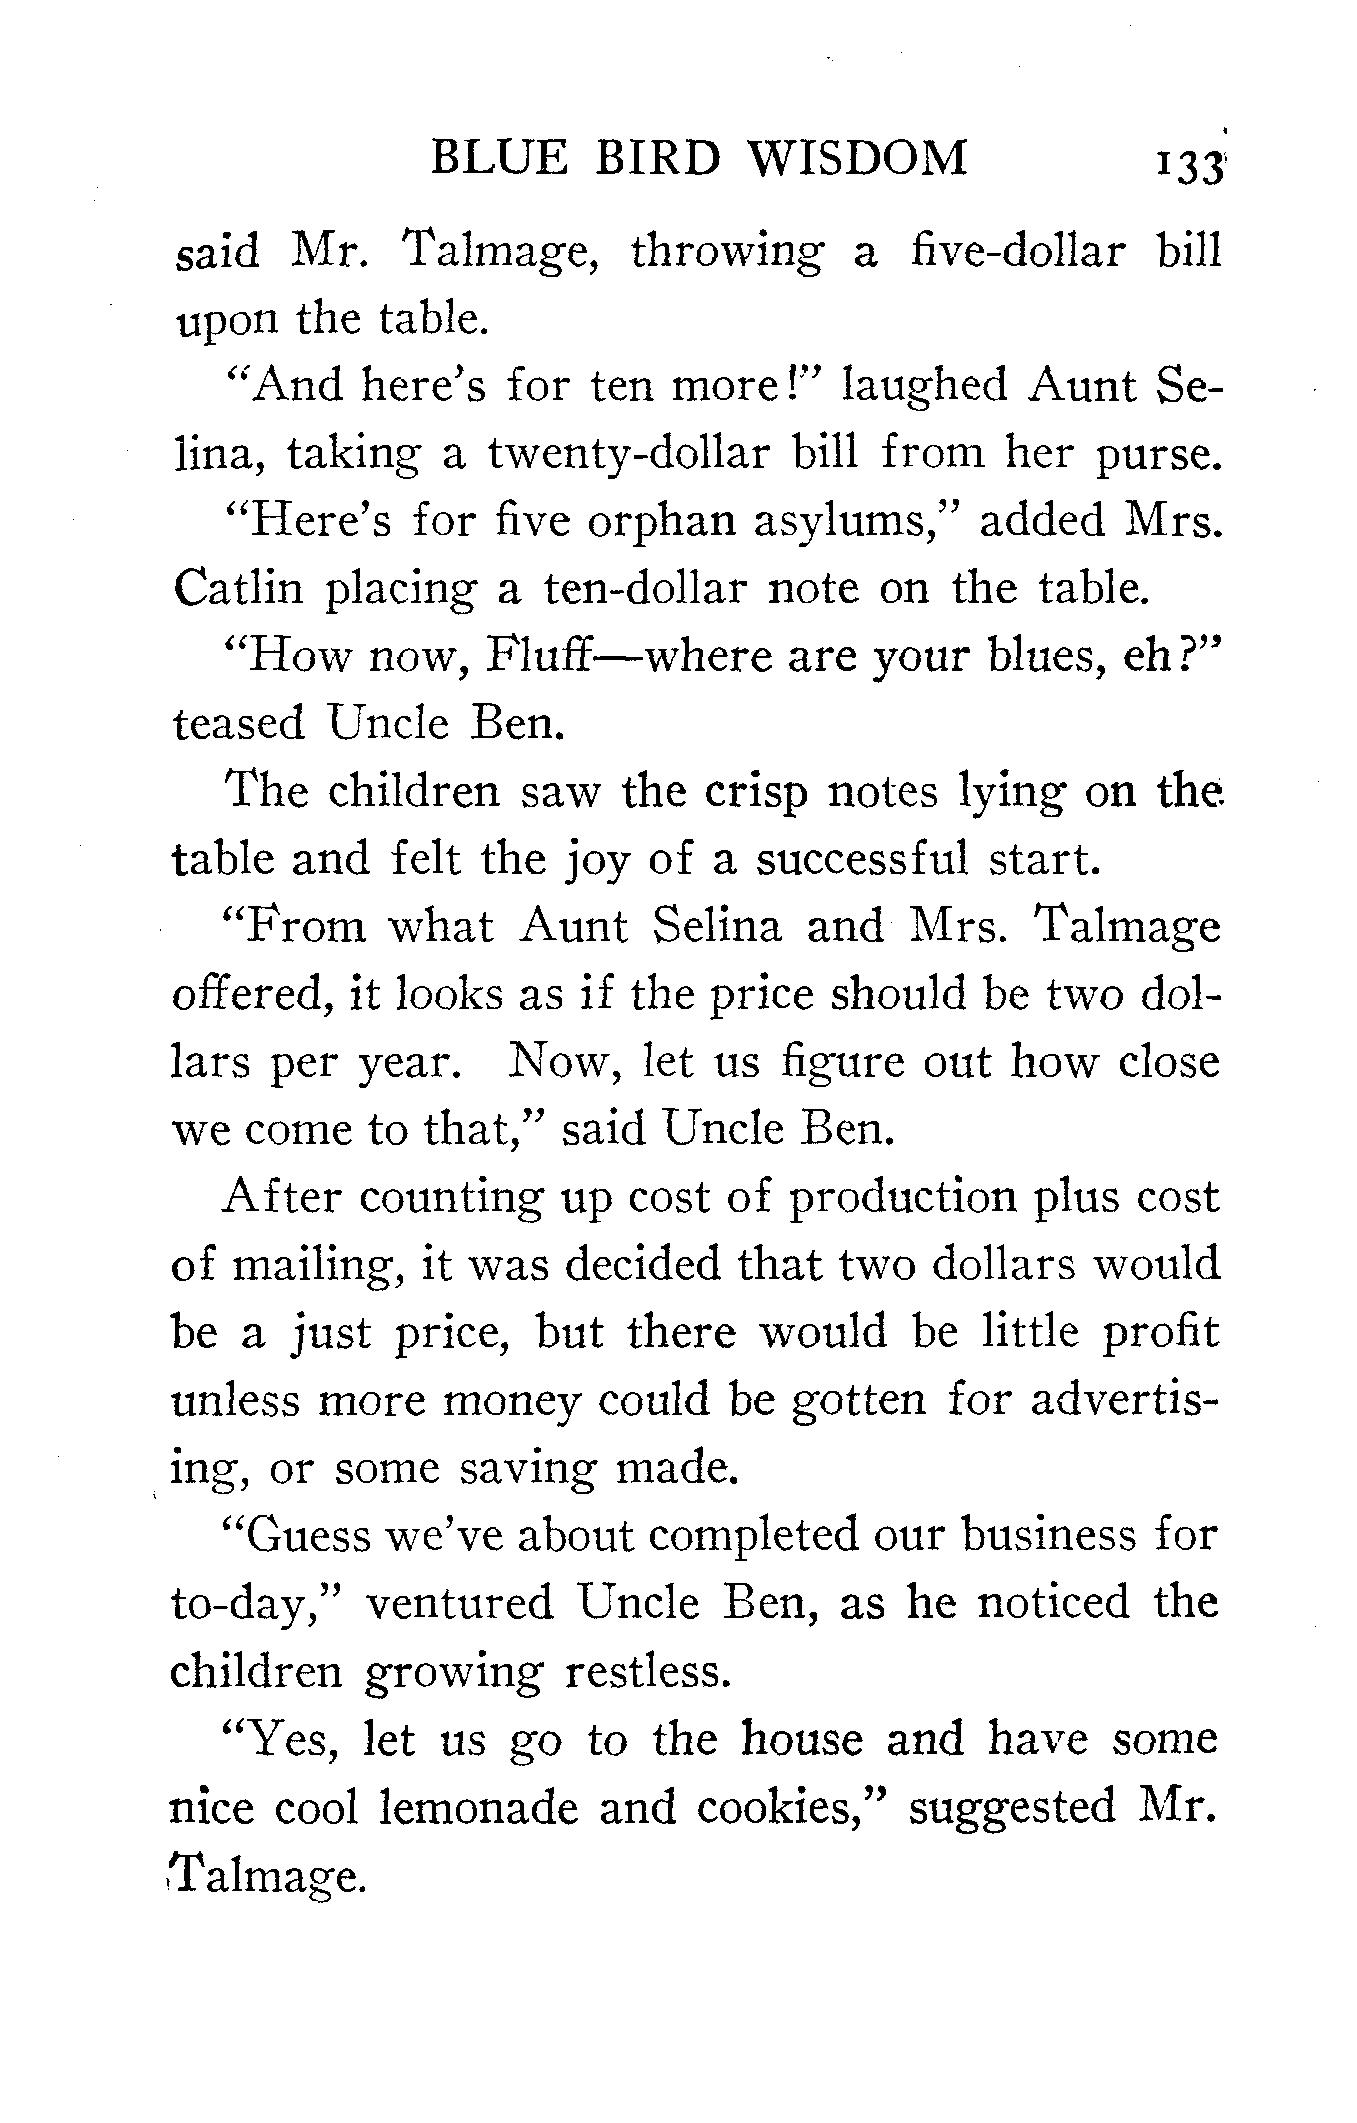 BLUE BIRD WISDOM 133
said Mr. Talmage, throwing a five-dollar bill
upon the table.
“And here’s for ten more!” laughed Aunt Se-
lina, taking a twenty-dollar bill from her purse.
“Here’s for five orphan asylums,” added Mrs.
Catlin placing a ten-dollar note on the table.
“How now, Fluff—where are your blues, eh?”
teased Uncle Ben.
The children saw the crisp notes lying on the
table and felt the joy of a successful start.
“From what Aunt Selina and Mrs. Talmage
offered, it looks as if the price should be two dol-
lars per year. Now, let us figure out how close
we come to that,” said Uncle Ben.
After counting up cost of production plus cost
of mailing, it was decided that two dollars would
be a just price, but there would be little profit
unless more money could be gotten for advertis-
ing, or some saving made.
“Guess we’ve about completed our business for
to-day,” ventured Uncle Ben, as he noticed the
children growing restless.
“Yes, let us go to the house and have some
nice cool lemonade and cookies,” suggested Mr.
Talmage.